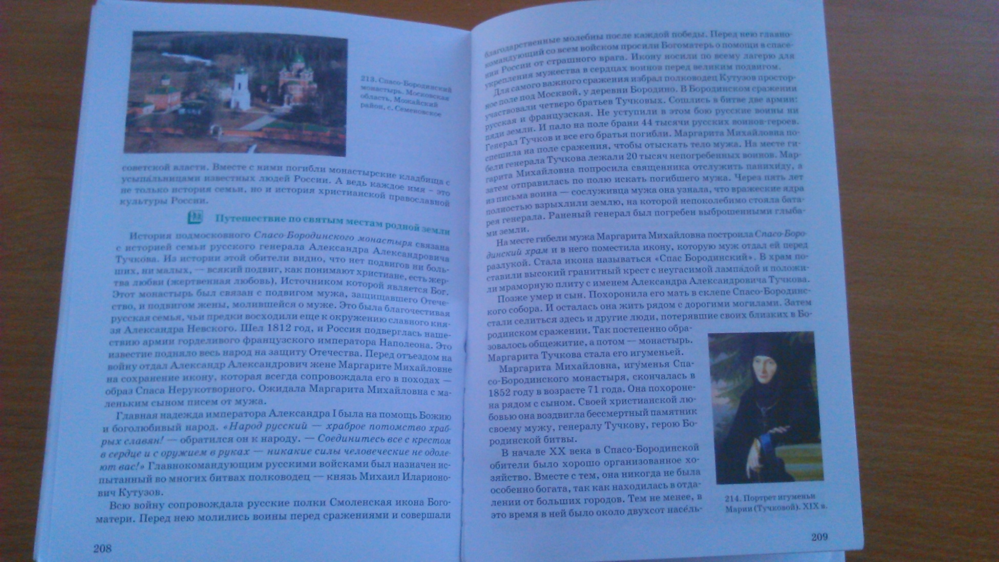 213. Спасо-Бородинский
монастырь. Московская
область, Можайский
район, с. Семеновское
советской власти. Вместе с ними погибли монастырские кладбища с
усыпальницами известных людей России. А ведь каждое имя – это
не только история семьи, но и история христианской православной
культуры России.
Путешествие по святым местам родной земли
История подмосковного Спасо-Бородинского монастыря связана
с историей семьи русского генерала Александра Александровича
Тучкова. Из истории этой обители видно, что нет подвигов ни боль-
ших, ни малых, — всякий подвиг, как понимают христиане, есть жер-
тва любви (жертвенная любовь), Источником которой является Бог.
Этот монастырь был связан с подвигом мужа, защищавшего Отече-
ство, и подвигом жены, молившейся о муже. Это была благочестивая
русская семья, чьи предки восходили еще к окружению славного кня-
зя Александра Невского. Шел 1812 год, и Россия подверглась наше-
ствию армии горделивого французского императора Наполеона. Это
известие подняло весь народ на защиту Отечества. Перед отъездом на
войну отдал Александр Александрович жене Маргарите Михайловне
на сохранение икону, которая всегда сопровождала его в походах —
образ Спаса Нерукотворного. Ожидала Маргарита Михайловна с ма-
леньким сыном писем от мужа.
Главная надежда императора Александра I была на помощь Божию
и боголюбивый народ. «Народ русский — храброе потомство храб-
рых славян! — обратился он к народу. — Соединитесь все с крестом
в сердце и с оружием в руках — никакие силы человеческие не одоле-
ют вас!» Главнокомандующим русскими войсками был назначен ис-
пытанный во многих битвах полководец — князь Михаил Иларионо-
вич Кутузов.
Всю войну сопровождала русские полки Смоленская икона Бого-
матери. Перед нею молились воины перед сражениями и совершали
208
благодарственные молебны после каждой победы. Перед нею главно-
командующий со всем войском просили Богоматерь о помощи в спасе-
нии России от страшного врага. Икону носили по всему лагерю для
укрепления мужества в сердцах воинов перед великим подвигом.
Для самого важного сражения избрал полководец Кутузов простор-
ное поле под Москвой, у деревни Бородино. В Бородинском сражении
участвовали четверо братьев Тучковых. Сошлись в битве две армии:
русская и французская. Не уступили в этом бою русские воины ни
пяди земли. И пало на поле брани 44 тысячи русских воинов-героев.
Генерал Тучков и все его братья погибли. Маргарита Михайловна по-
спешила на поле сражения, чтобы отыскать тело мужа. На месте ги-
бели генерала Тучкова лежали 20 тысяч непогребенных воинов. Мар-
гарита Михайловна попросила священника отслужить панихиду, а
затем отправилась по полю искать погибшего мужа. Через пять лет
из письма воина — сослуживца мужа она узнала, что вражеские ядра
полностью взрыхлили землю, на которой непоколебимо стояла бата-
рея генерала. Раненый генерал был погребен выброшенными глыба-
ми земли.
На месте гибели мужа Маргарита Михайловна построила Спасо-Боро-
динский храм и в него поместила икону, которую муж отдал ей перед
разлукой. Стала икона называться «Спас Бородинский». В храм по-
ставили высокий гранитный крест с неугасимой лампáдой и положи-
ли мраморную плиту с именем Александра Александровича Тучкова.
Позже умер и сын. Похоронила его мать в склепе Спасо-Бородинс-
кого собора. И осталась она жить рядом с дорогими могилами. Затем
стали селиться здесь и другие люди, потерявшие своих близких в Бо-
родинском сражении. Так постепенно обра-
зовалось общежитие, а потом — монастырь.
Маргарита Тучкова стала его игуменьей.
Маргарита Михайловна, игу́менья Спа-
со-Бородинского монастыря, скончалась в
1852 году в возрасте 71 года. Она похороне-
на рядом с сыном. Своей христианской лю-
бовью она воздвигла бессмертный памятник
своему мужу, генералу Тучкову, герою Бо-
родинской битвы.
В начале XX века в Спасо-Бородинской
обители было хорошо организованное хо-
зяйство. Вместе с тем, она никогда не была
особенно богата, так как находилась в отда-
лении от больших городов. Тем не менее, в
это время в ней было около двухсот насе́ль-
214. Портрет игуменьи
Марии (Тучковой). XIX в.
209